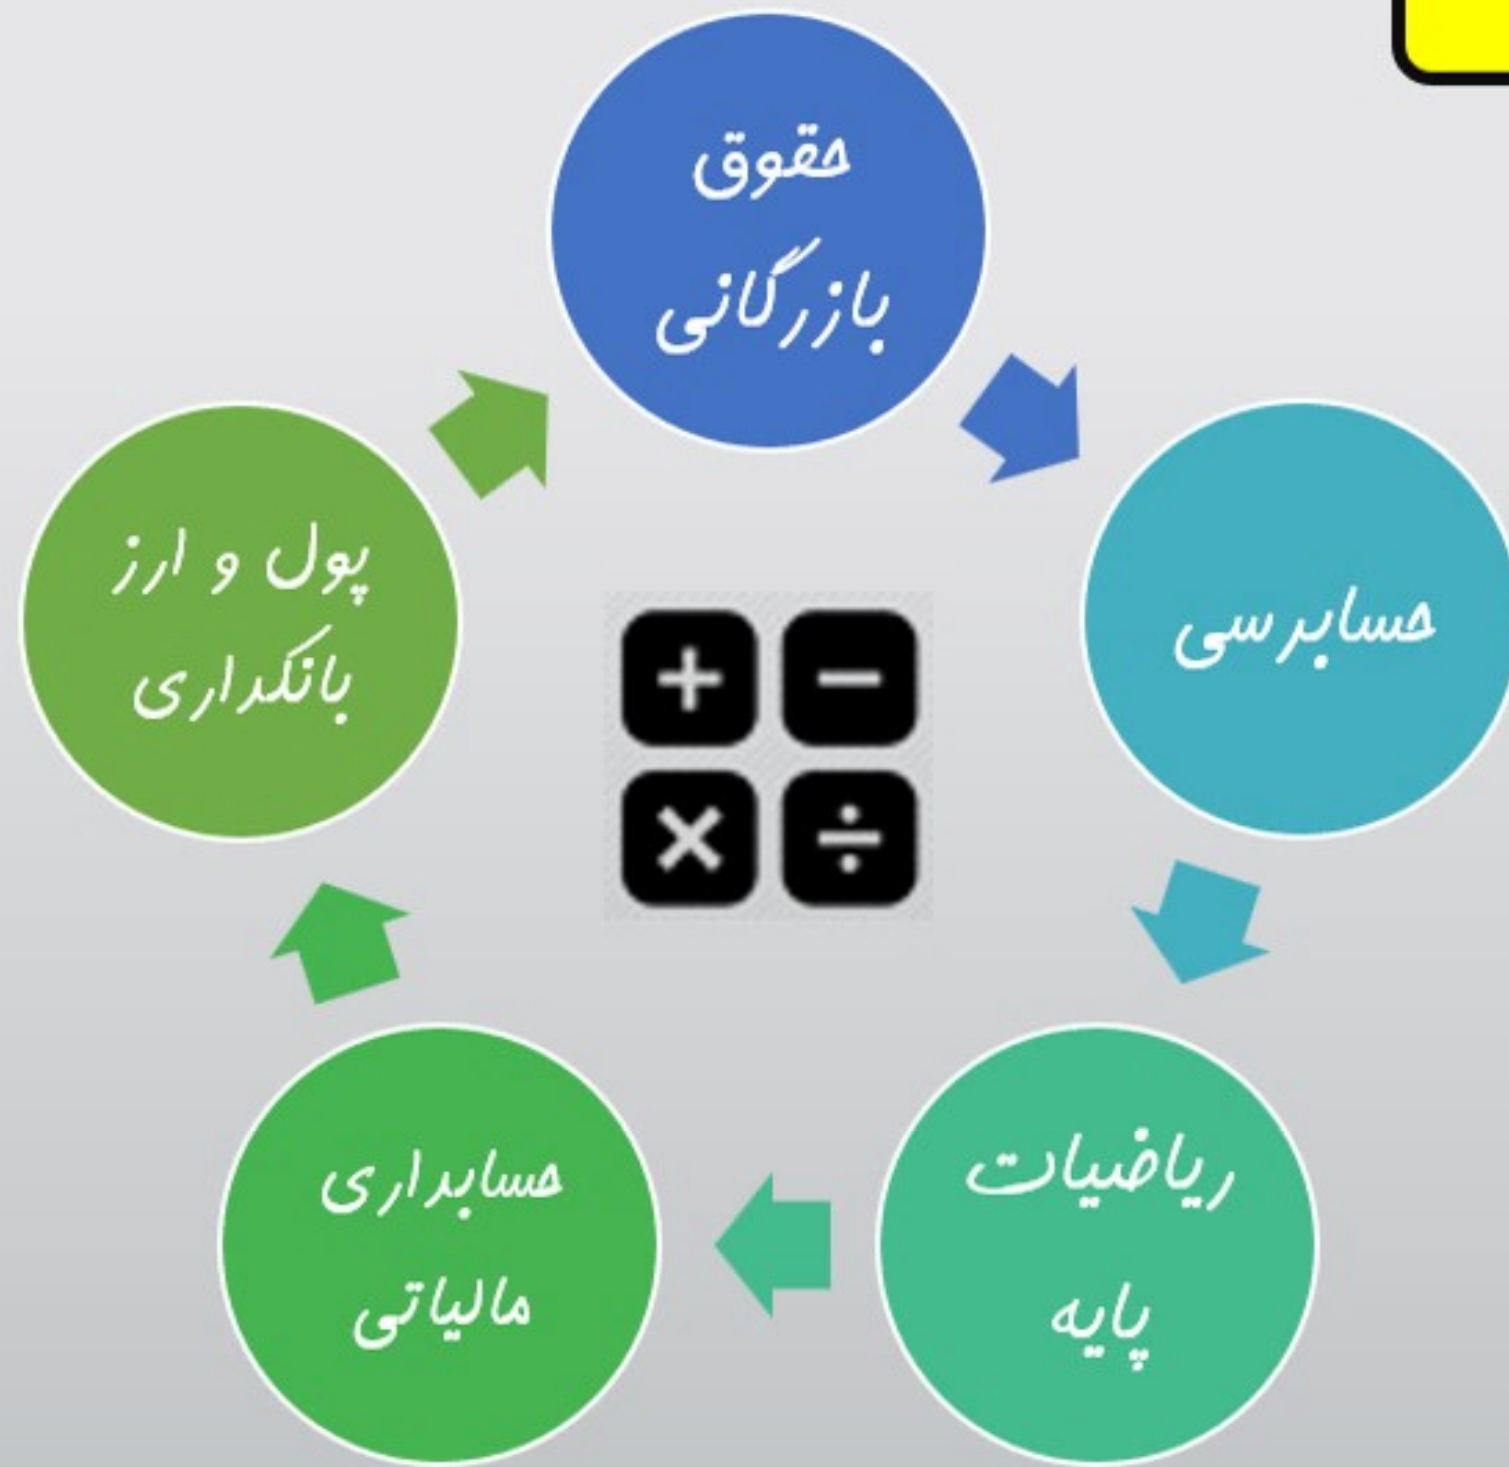 حقوق
بازرگانی
حسابرسی
ریاضیات
پایه
حسابداری
مالیاتی
پول و ارز
بانکداری
+ −
× ÷